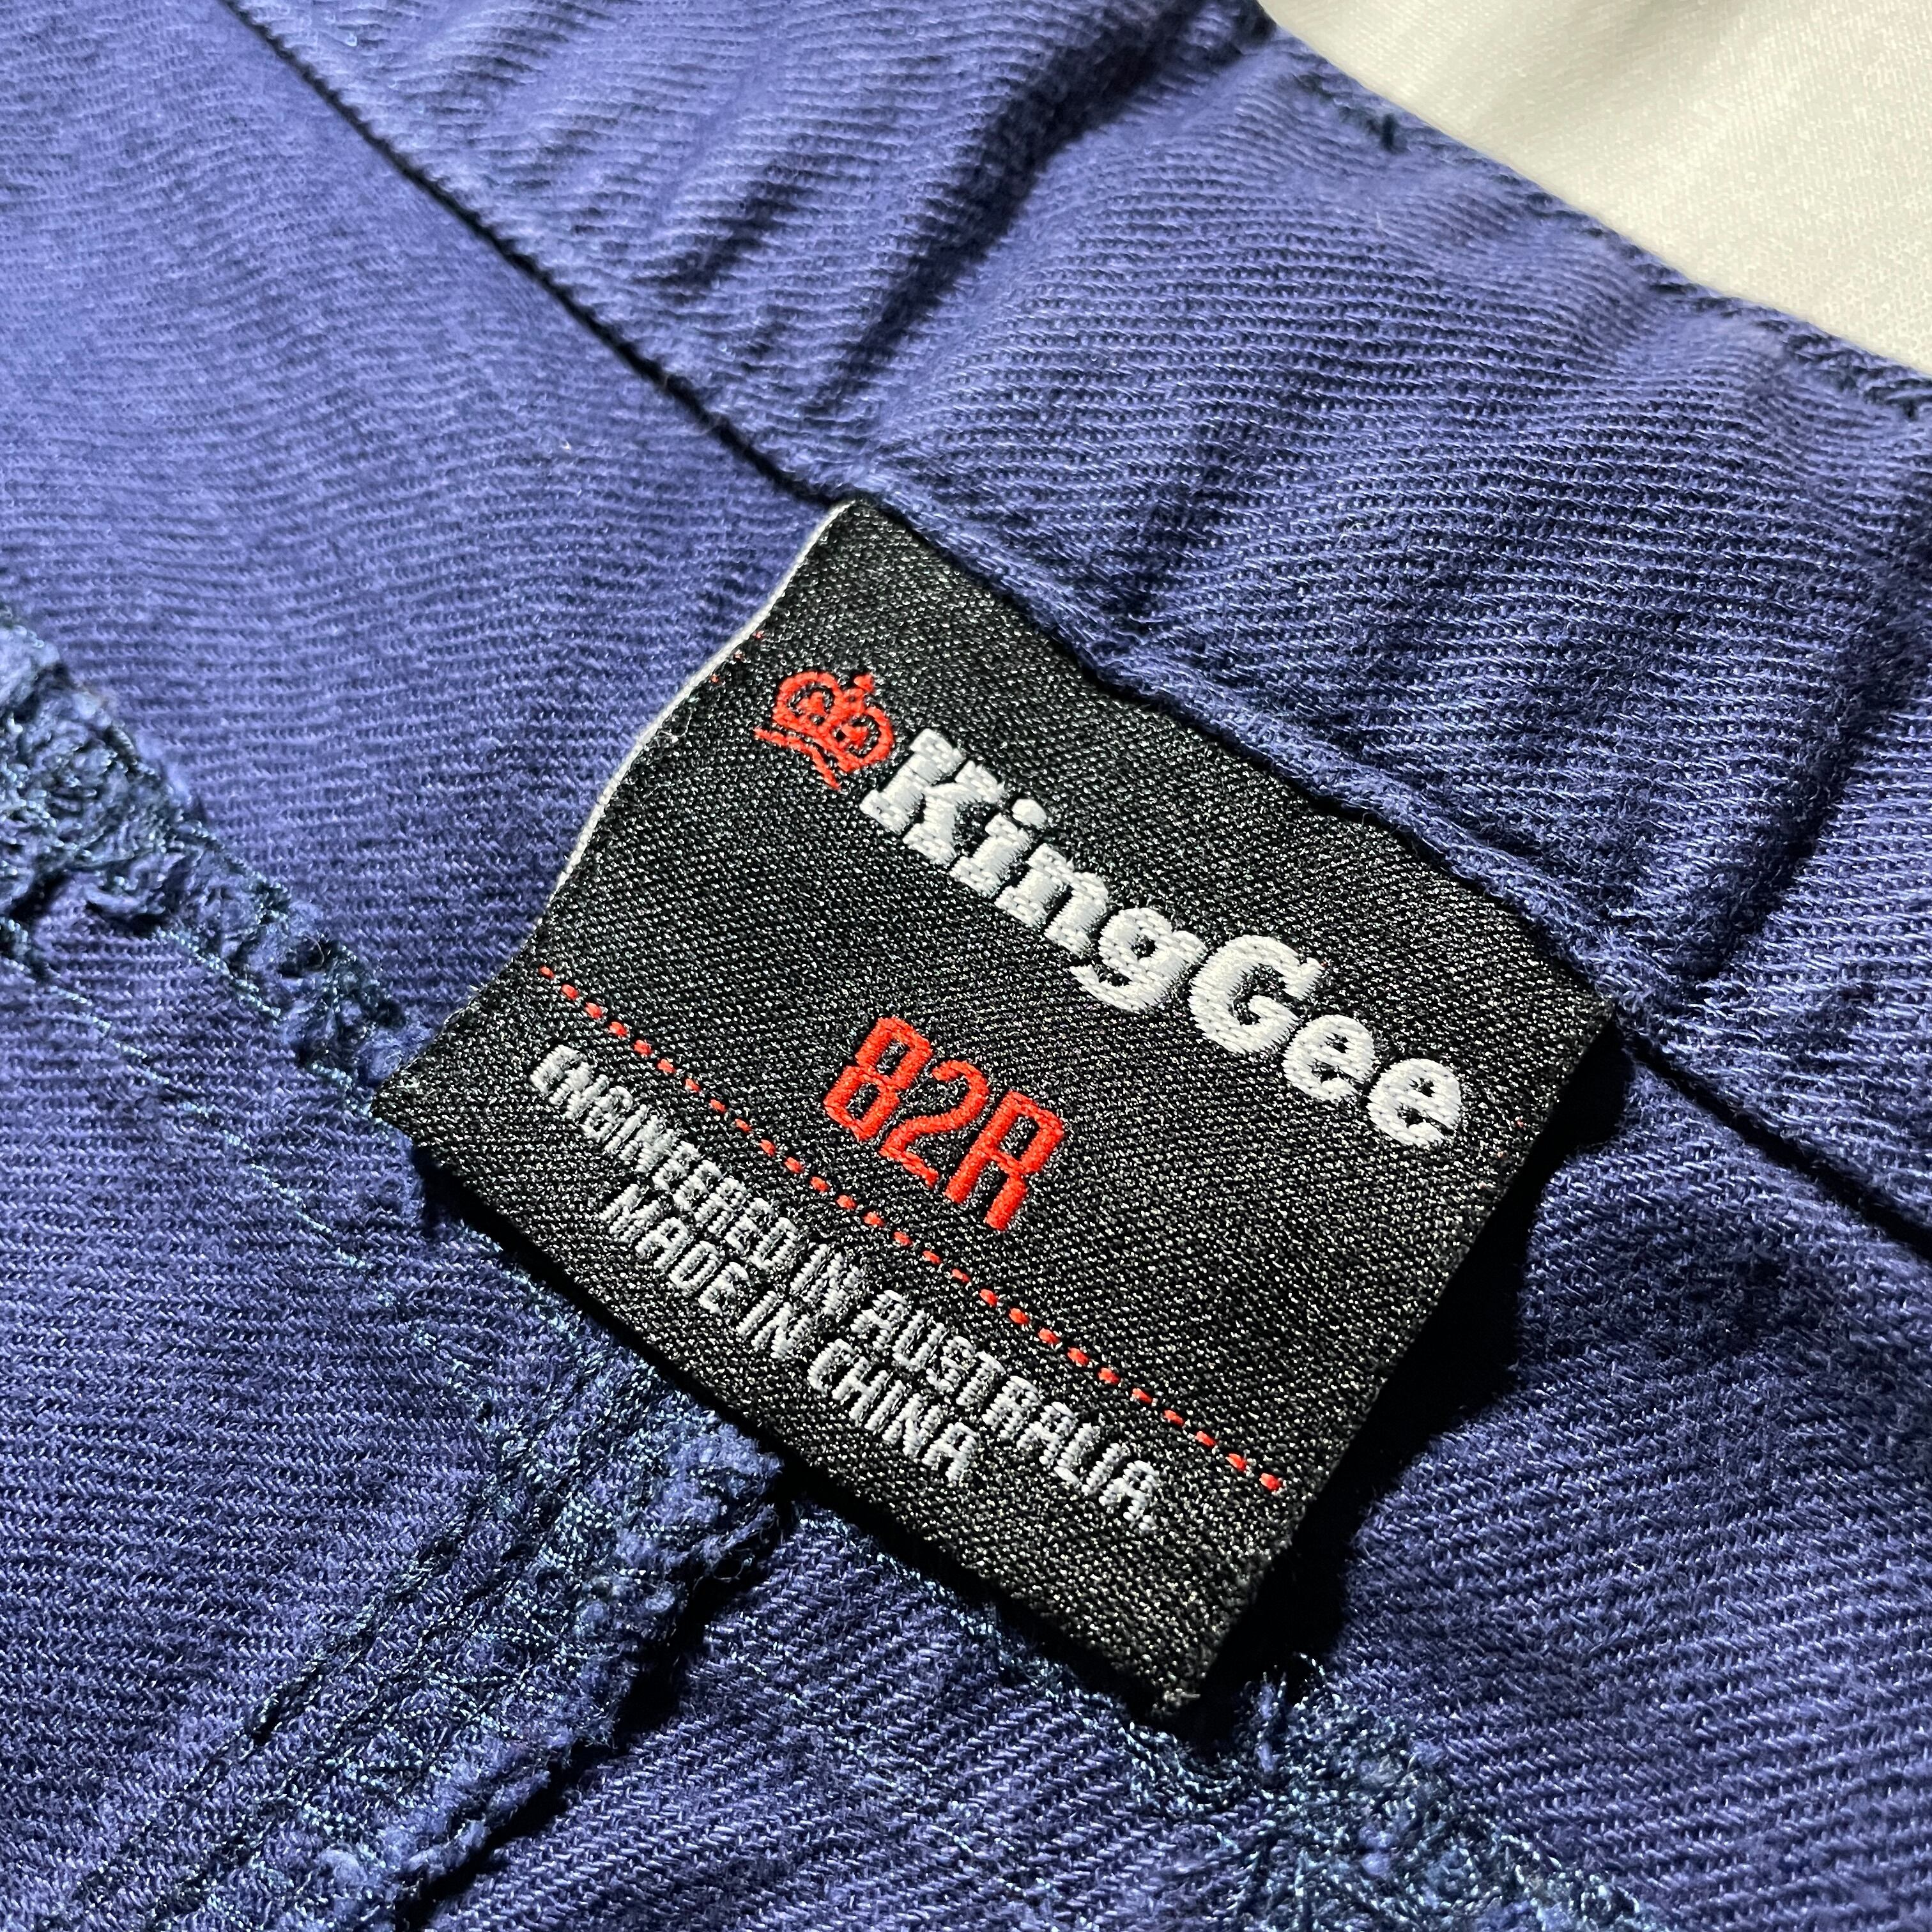 KingGee
82R
ENGINEERED IN AUSTRALIA.
MADE IN CHINA